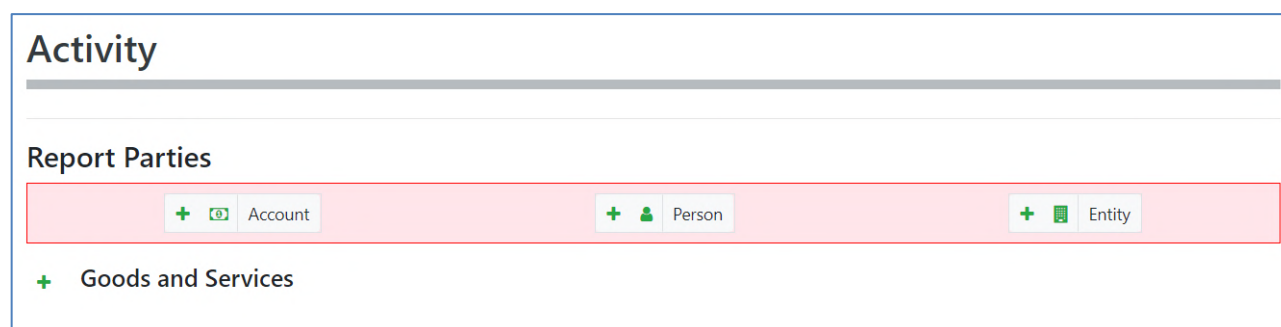 Activity
Report Parties
Account Person Entity
Goods and Services